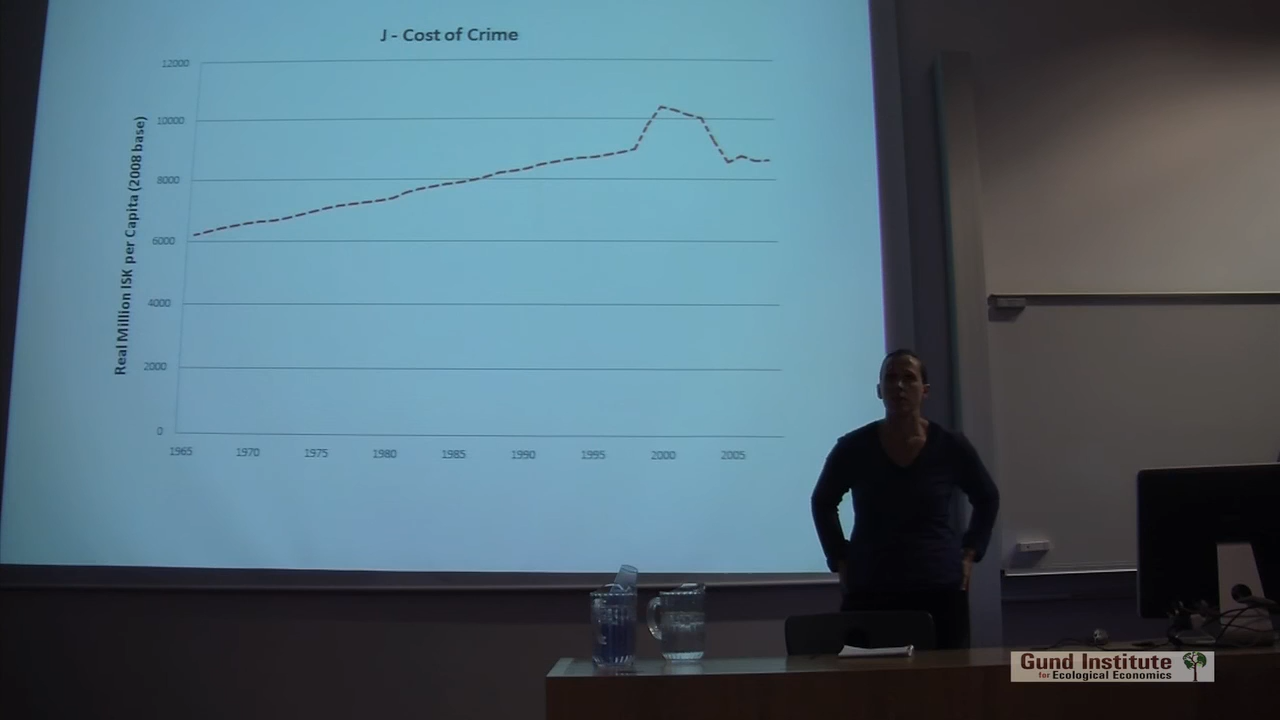 J - Cost of Crime
Real Million ISK per Capita (2008 base)
12000
10000
8000
6000
4000
2000
0
1965 1970 1975 1980 1985 1990 1995 2000 2005
Gund Institute
for Ecological Economics